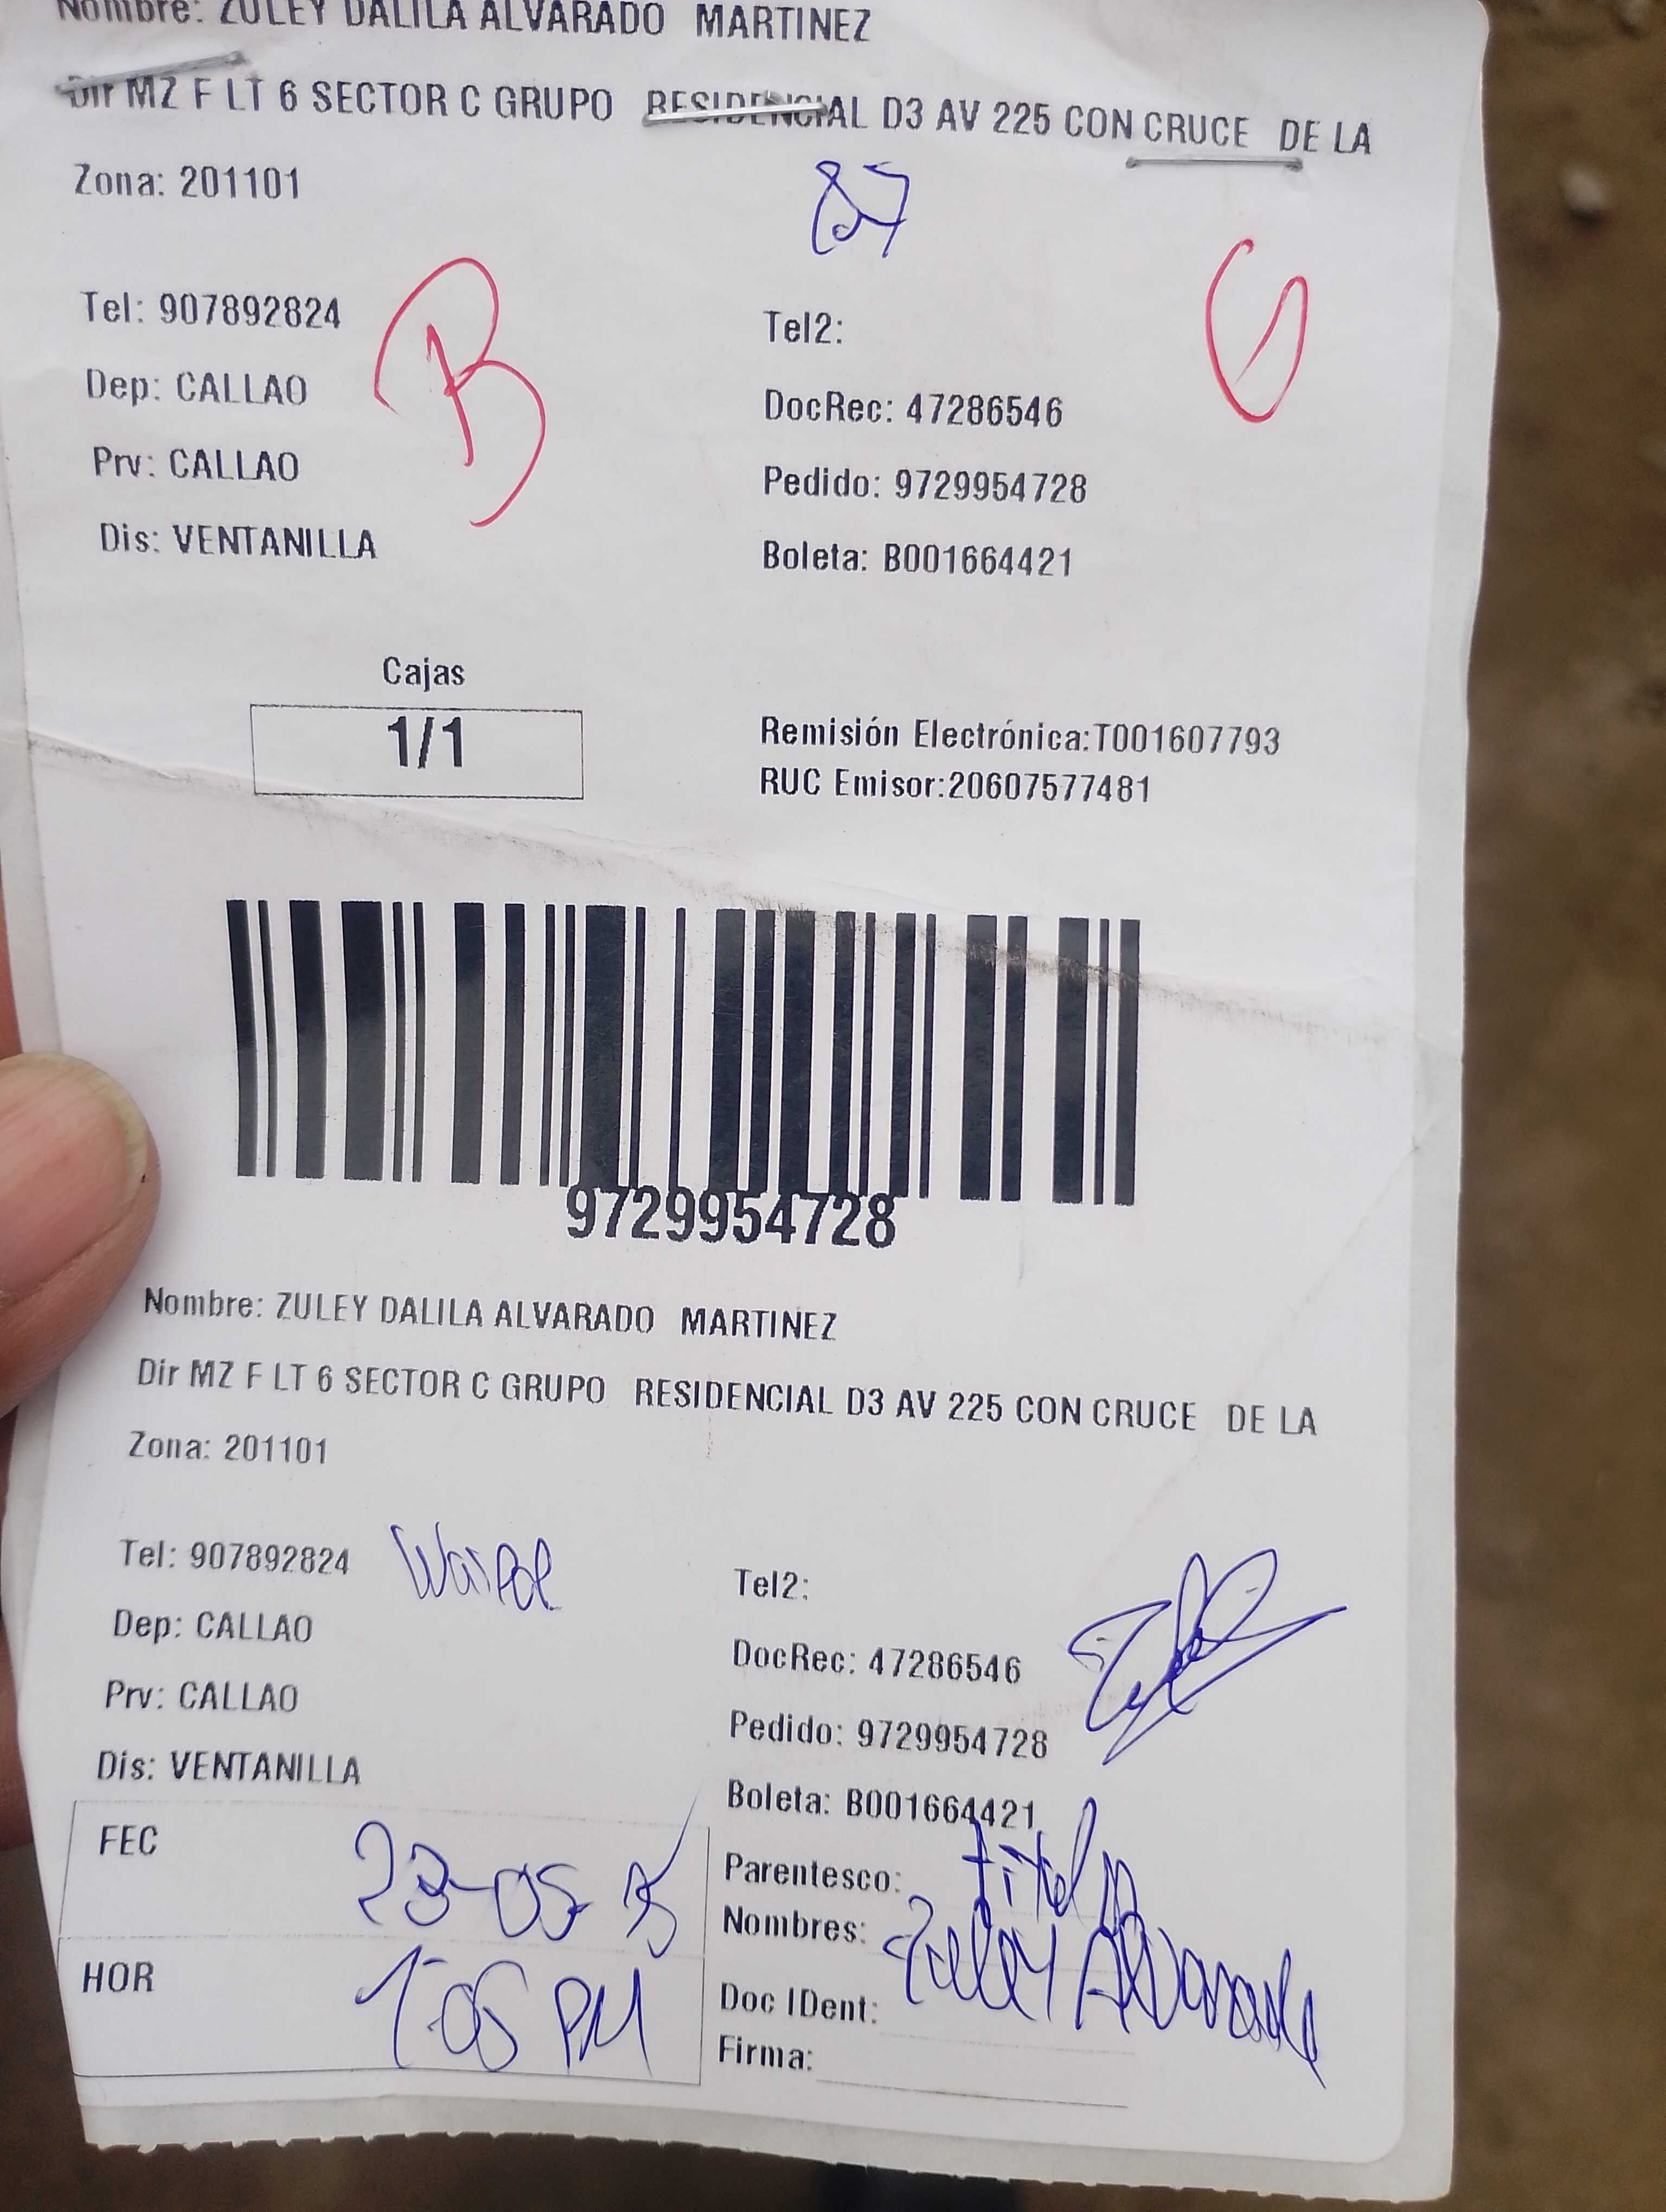 Nombre: ZULEY DALILA ALVARADO MARTINEZ
Dir MZ F LT 6 SECTOR C GRUPO RESIDENCIAL D3 AV 225 CON CRUCE DE LA
Zona: 201101
87
Tel: 907892824
B
Tel2:
Dep: CALLAO
DocRec: 47286546
Prv: CALLAO
Pedido: 9729954728
Dis: VENTANILLA
Boleta: B001664421
Cajas
1/1
Remisión Electrónica:T001607793
RUC Emisor:20607577481
9729954728
Nombre: ZULEY DALILA ALVARADO MARTINEZ
Dir MZ F LT 6 SECTOR C GRUPO RESIDENCIAL D3 AV 225 CON CRUCE DE LA
Zona: 201101
Tel: 907892824
Tel2:
Dep: CALLAO
DocRec: 47286546
Prv: CALLAO
Pedido: 9729954728
Dis: VENTANILLA
Boleta: B001664421
FEC 23-05
Parentesco:
Nombres: Zuley Alvarado
HOR 1:05 PM
Doc IDent:
Firma: